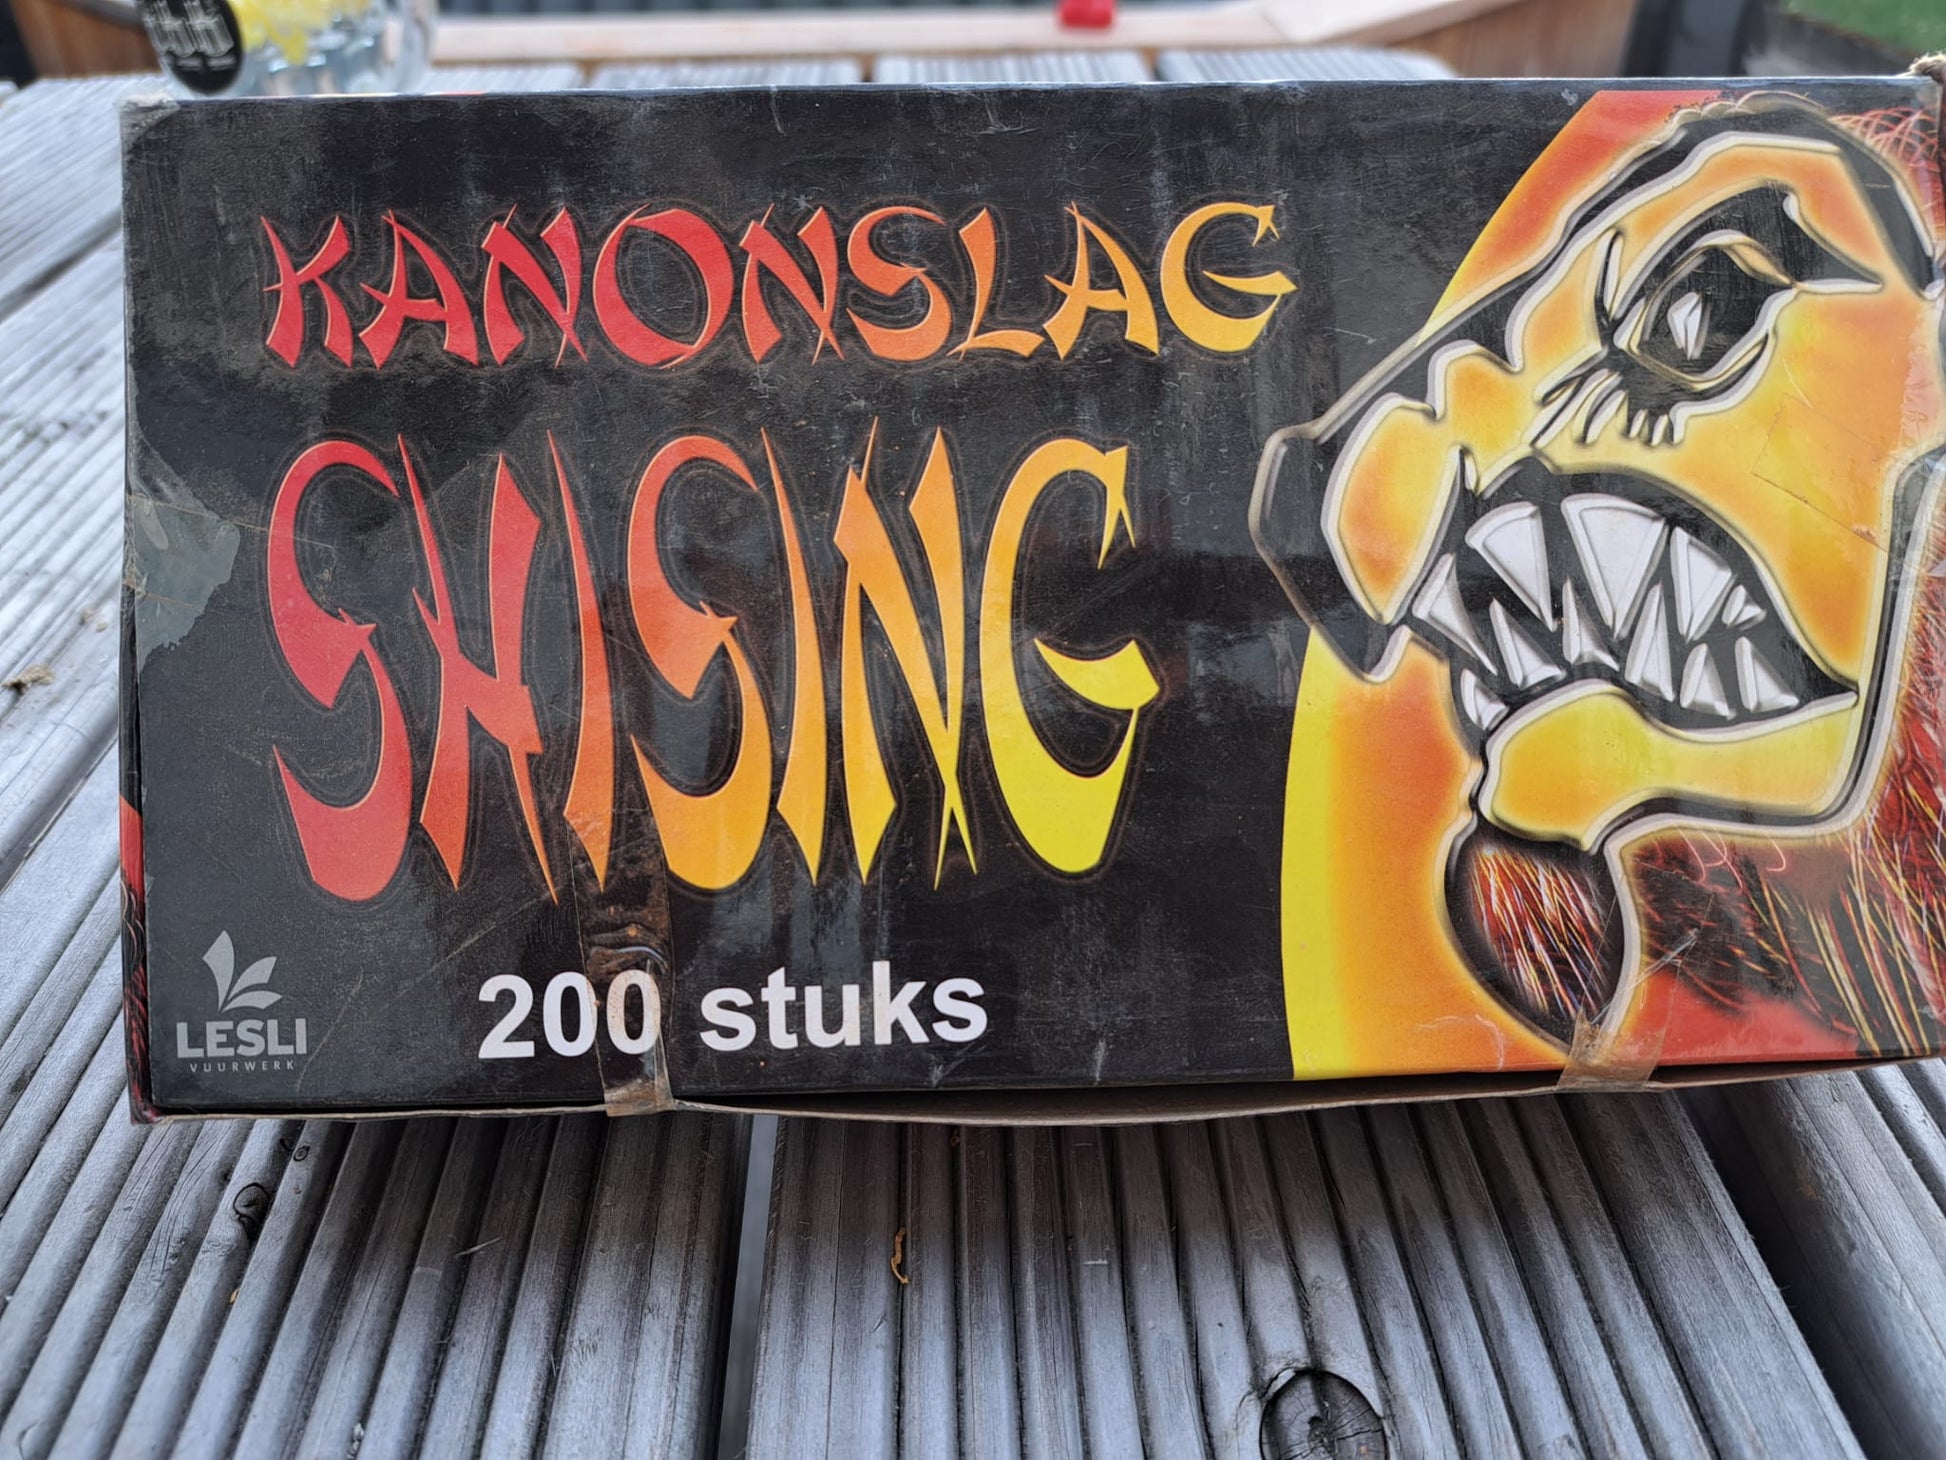 KANONSLAG
SHISING
200 stuks
LESLI
VUURWERK